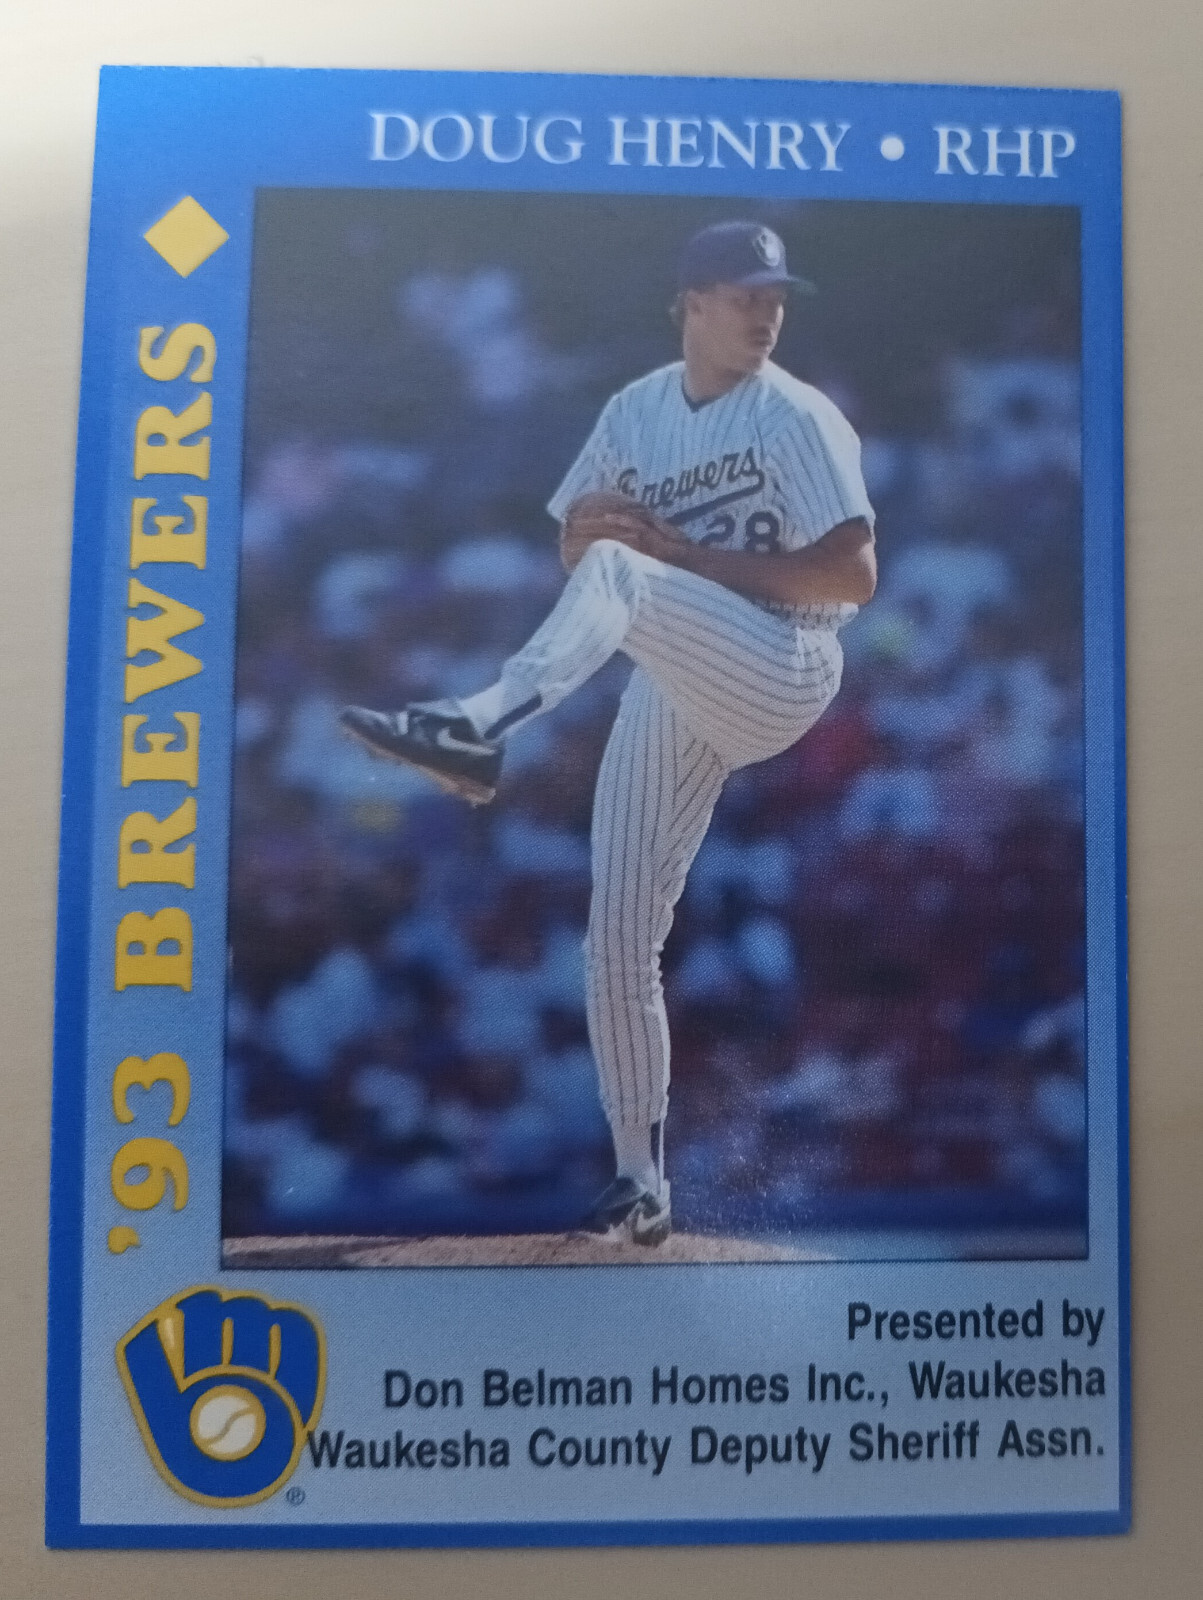 DOUG HENRY • RHP
'93 BREWERS
Brewers
28
Presented by
Don Belman Homes Inc., Waukesha
Waukesha County Deputy Sheriff Assn.
®